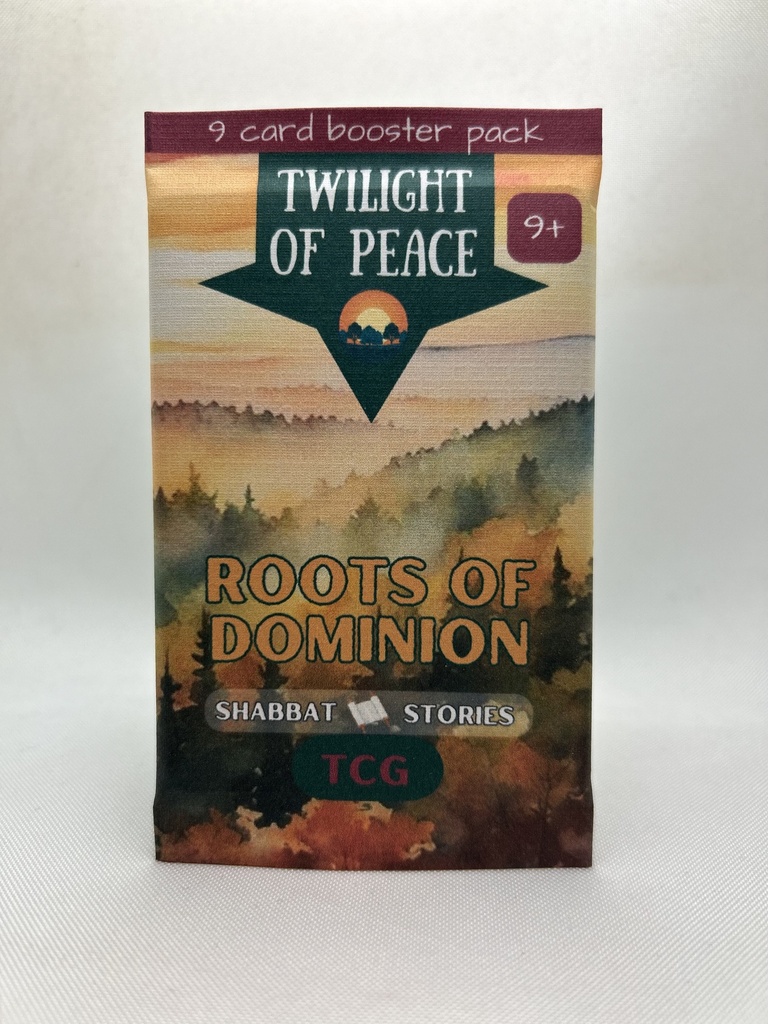 9 card booster pack
TWILIGHT
OF PEACE
9+
ROOTS OF
DOMINION
SHABBAT STORIES
TCG